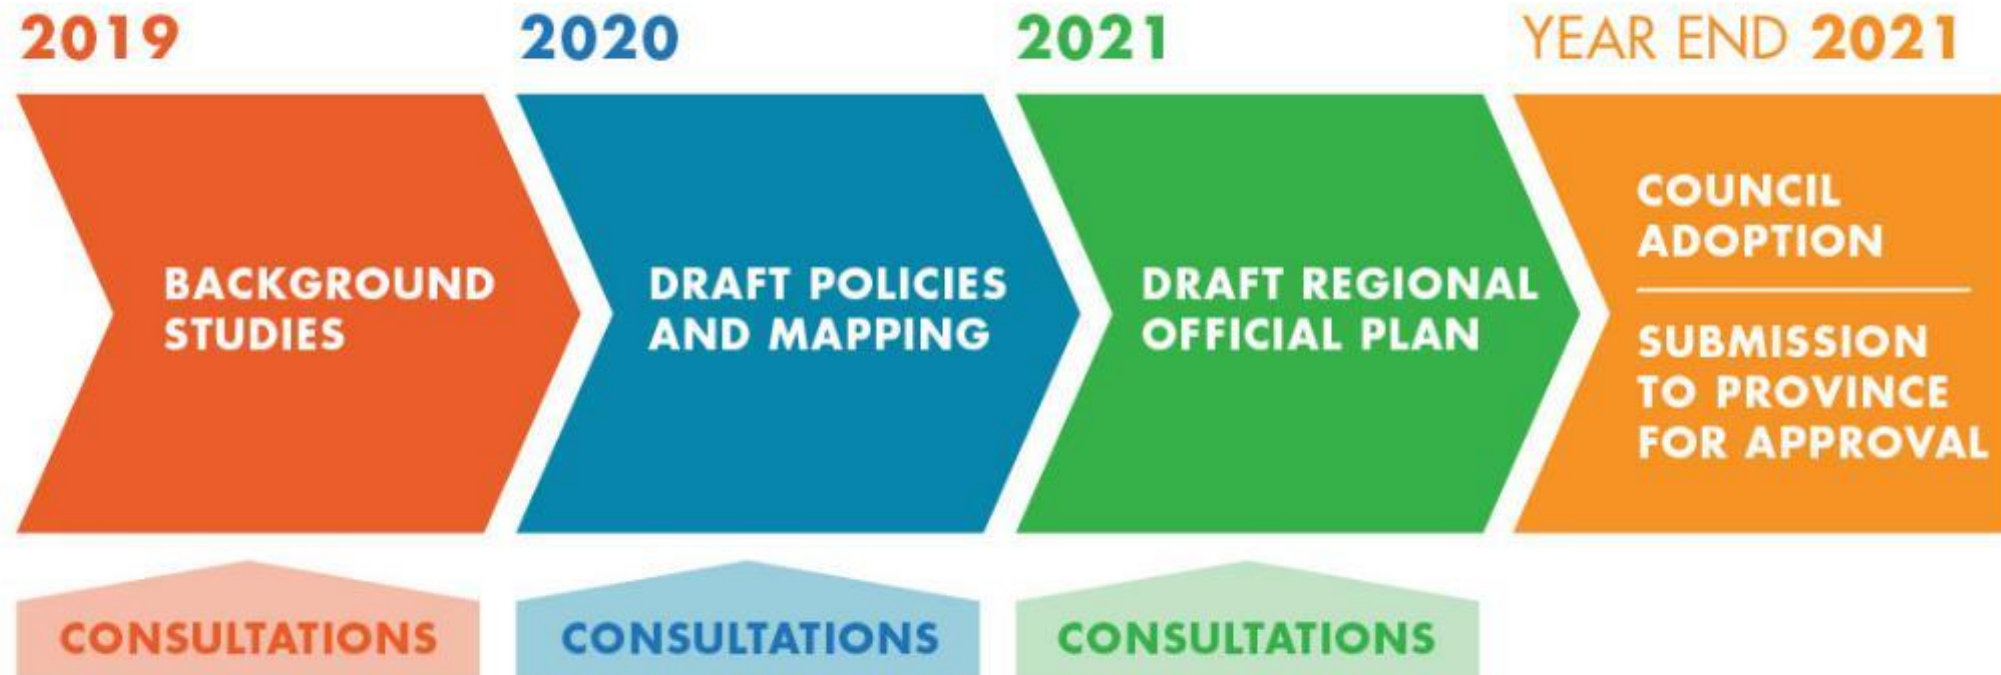 2019
BACKGROUND
STUDIES
CONSULTATIONS
2020
DRAFT POLICIES
AND MAPPING
CONSULTATIONS
2021
DRAFT REGIONAL
OFFICIAL PLAN
CONSULTATIONS
YEAR END 2021
COUNCIL
ADOPTION
SUBMISSION
TO PROVINCE
FOR APPROVAL